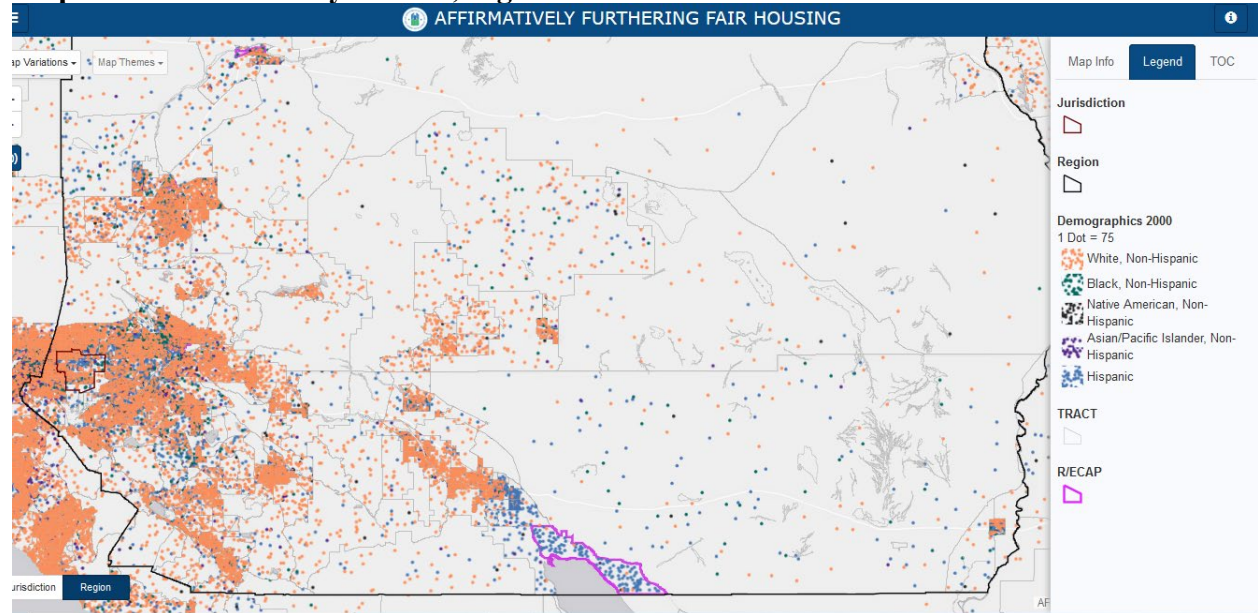 AFFIRMATIVELY FURTHERING FAIR HOUSING
ap Variations
Map Themes
Map Info
Legend
TOC
Jurisdiction
Region
Demographics 2000
1 Dot = 75
White, Non-Hispanic
Black, Non-Hispanic
Native American, Non-
Hispanic
Asian/Pacific Islander, Non-
Hispanic
Hispanic
TRACT
R/ECAP
urisdiction
Region
AF